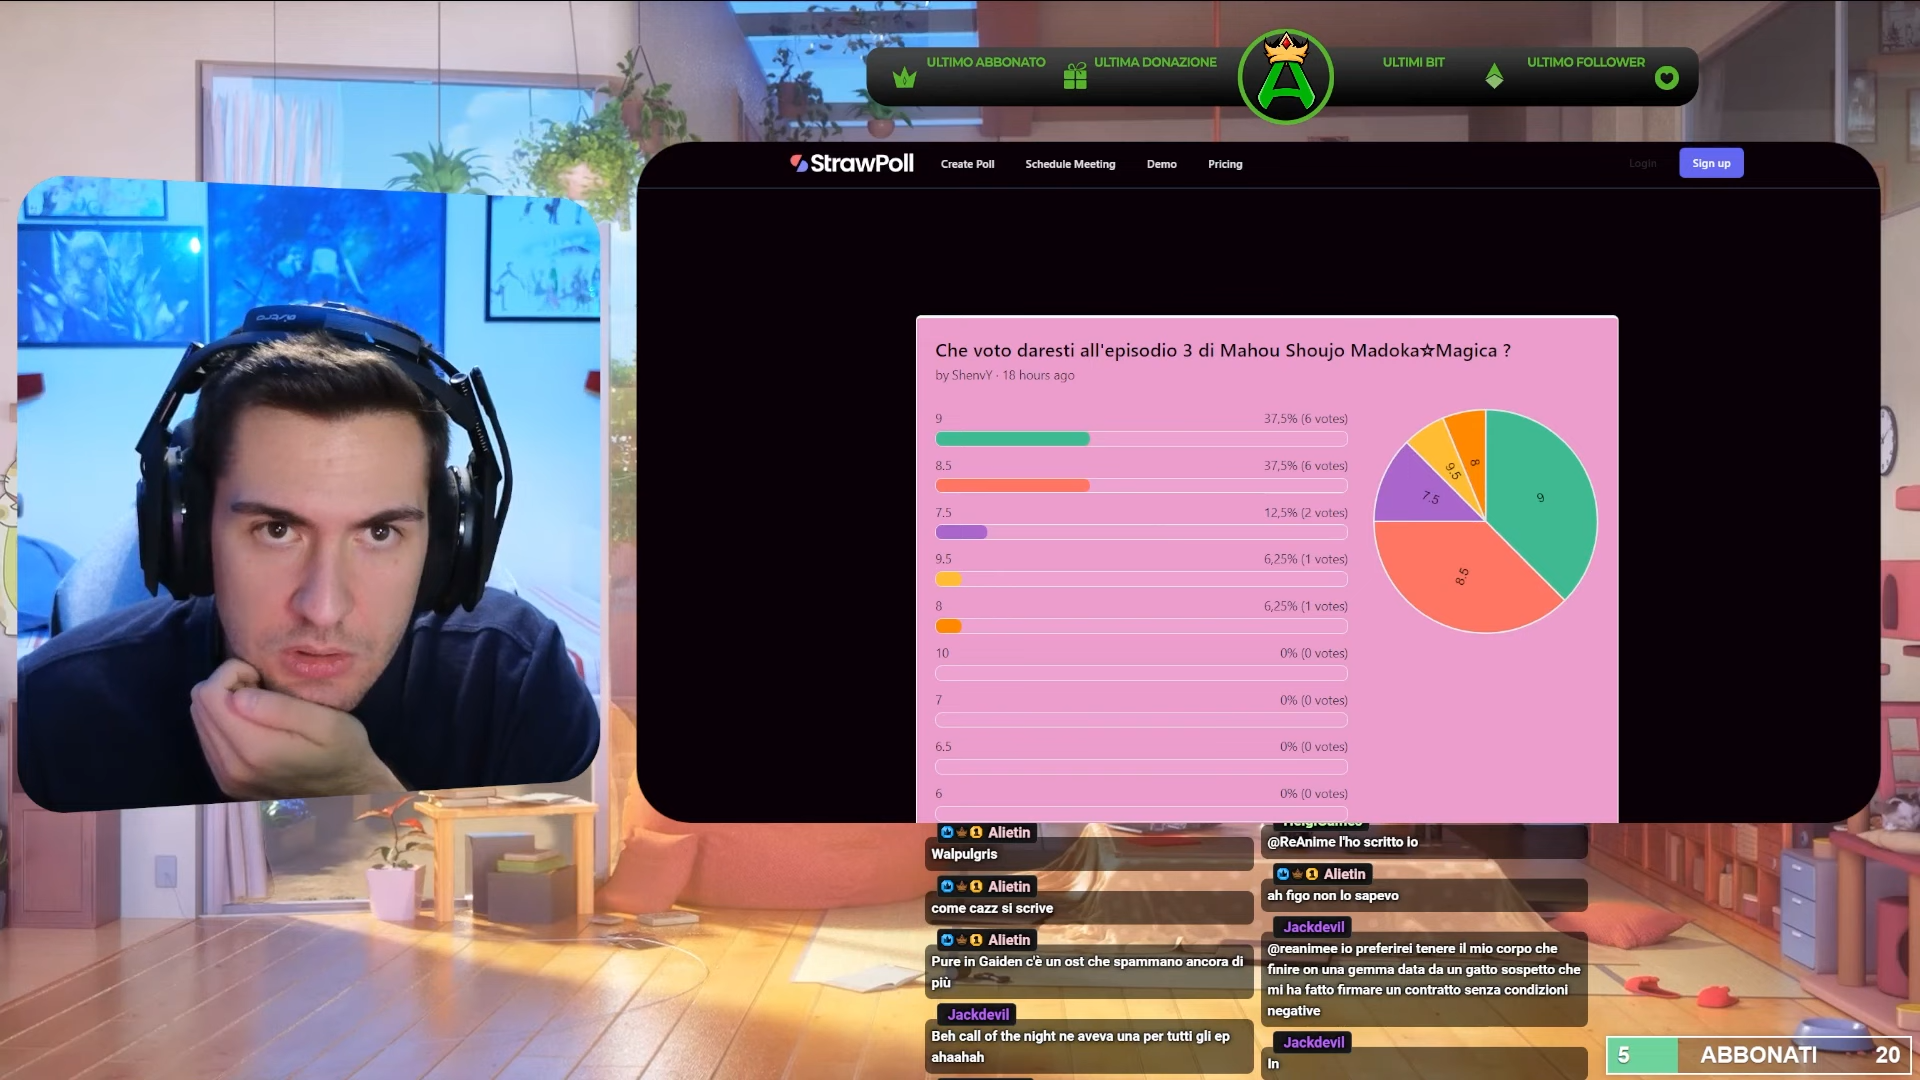 ULTIMO ABBONATO
ULTIMA DONAZIONE
ULTIMI BIT
ULTIMO FOLLOWER
StrawPoll
Create Poll
Schedule Meeting
Demo
Pricing
Login
Sign up
Che voto daresti all'episodio 3 di Mahou Shoujo Madoka☆Magica ?
by ShenvY · 18 hours ago
9 37,5% (6 votes)
8.5 37,5% (6 votes)
7.5 12,5% (2 votes)
9.5 6,25% (1 votes)
8 6,25% (1 votes)
10 0% (0 votes)
7 0% (0 votes)
6.5 0% (0 votes)
6 0% (0 votes)
9
8.5
7.5
9.5
8
Alietin
Walpulgris
Alietin
come cazz si scrive
Alietin
Pure in Gaiden c'è un ost che spammano ancora di
più
Jackdevil
Beh call of the night ne aveva una per tutti gli ep
ahaahah
@ReAnime l'ho scritto io
Alietin
ah figo non lo sapevo
Jackdevil
@reanimee io preferirei tenere il mio corpo che
finire on una gemma data da un gatto sospetto che
mi ha fatto firmare un contratto senza condizioni
negative
Jackdevil
In
5 ABBONATI 20